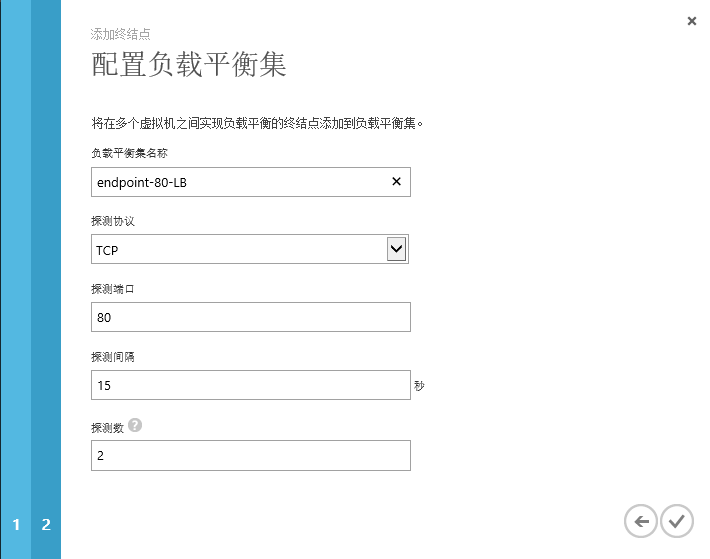 添加终结点
配置负载平衡集
将在多个虚拟机之间实现负载平衡的终结点添加到负载平衡集。
负载平衡集名称
endpoint-80-LB
探测协议
TCP
探测端口
80
探测间隔
15 秒
探测数 ?
2
1 2